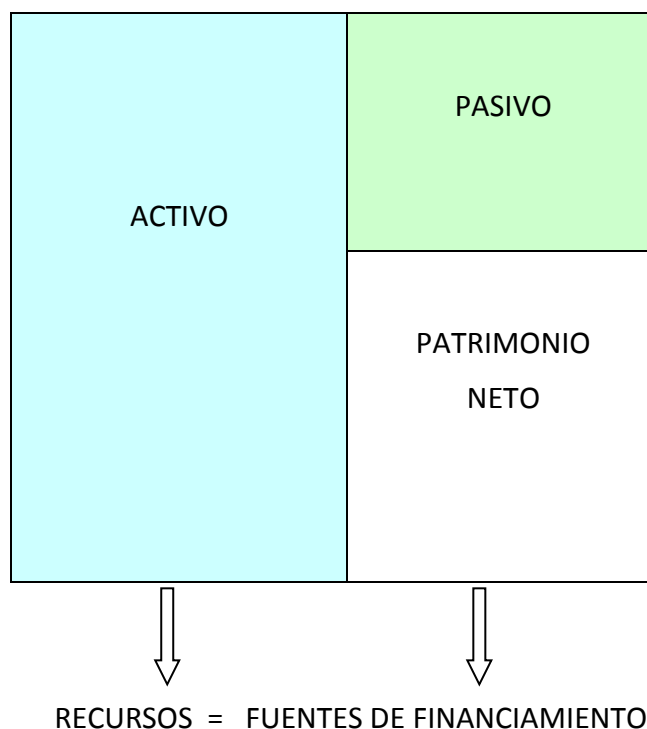 PASIVO
ACTIVO
PATRIMONIO
NETO
RECURSOS = FUENTES DE FINANCIAMIENTO